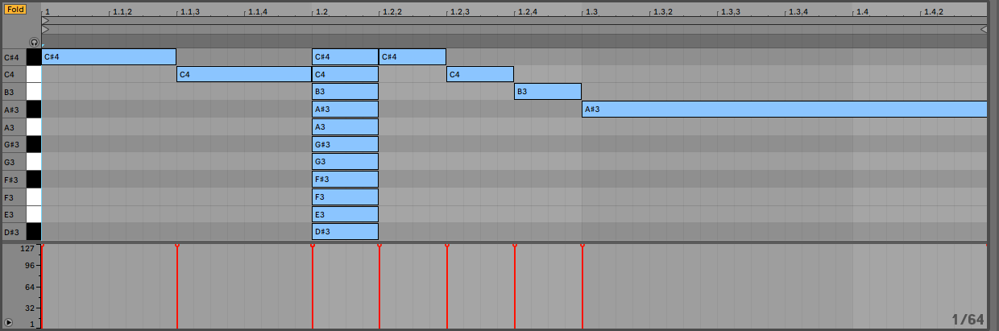 Fold
1 1.1.2 1.1.3 1.1.4 1.2 1.2.2 1.2.3 1.2.4 1.3 1.3.2 1.3.3 1.3.4 1.4 1.4.2
C#4 C#4 C#4 C#4
C4 C4 C4 C4
B3 B3 B3
A#3 A#3 A#3
A3 A3
G#3 G#3
G3 G3
F#3 F#3
F3 F3
E3 E3
D#3 D#3
127
96
64
32
1
1/64